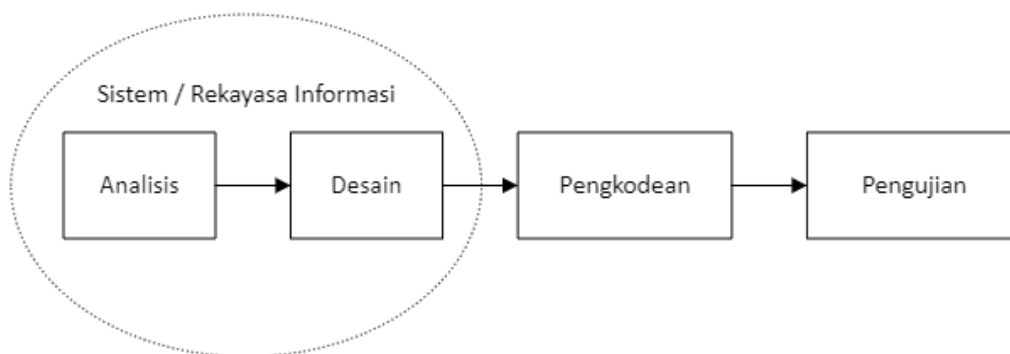 Sistem / Rekayasa Informasi
Analisis
Desain
Pengkodean
Pengujian